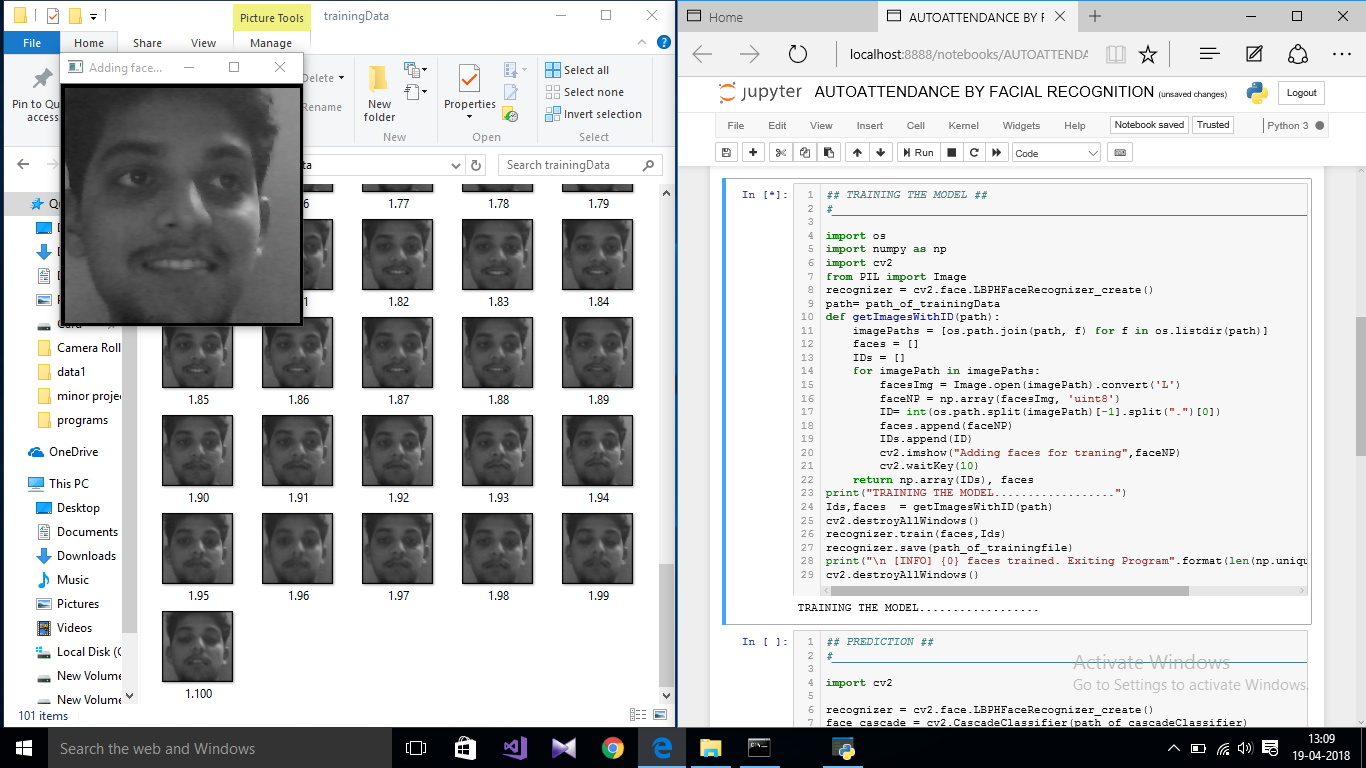 Picture Tools
trainingData
File
Home
Share
View
Manage
Adding face...
Pin to Qu
access
Delete
Rename
New
folder
New
Properties
Open
Select all
Select none
Invert selection
Select
Search trainingData
1.77
1.78
1.79
1.82
1.83
1.84
1.85
1.86
1.87
1.88
1.89
1.90
1.91
1.92
1.93
1.94
1.95
1.96
1.97
1.98
1.99
1.100
Camera Roll
data1
minor proje
programs
OneDrive
This PC
Desktop
Documents
Downloads
Music
Pictures
Videos
Local Disk (C
New Volume
New Volume
101 items
Home
AUTOATTENDANCE BY F
localhost:8888/notebooks/AUTOATTENDA
jupyter AUTOATTENDANCE BY FACIAL RECOGNITION (unsaved changes)
Logout
File Edit View Insert Cell Kernel Widgets Help
Notebook saved
Trusted
Python 3
Run
Code
In [*]:
1 ## TRAINING THE MODEL ##
2 #
3
4 import os
5 import numpy as np
6 import cv2
7 from PIL import Image
8 recognizer = cv2.face.LBPHFaceRecognizer_create()
9 path= path_of_trainingData
10 def getImagesWithID(path):
11 imagePaths = [os.path.join(path, f) for f in os.listdir(path)]
12 faces = []
13 IDs = []
14 for imagePath in imagePaths:
15 facesImg = Image.open(imagePath).convert('L')
16 faceNP = np.array(facesImg, 'uint8')
17 ID= int(os.path.split(imagePath)[-1].split(".")[0])
18 faces.append(faceNP)
19 IDs.append(ID)
20 cv2.imshow("Adding faces for traning",faceNP)
21 cv2.waitKey(10)
22 return np.array(IDs), faces
23 print("TRAINING THE MODEL..................")
24 Ids,faces  = getImagesWithID(path)
25 cv2.destroyAllWindows()
26 recognizer.train(faces,Ids)
27 recognizer.save(path_of_trainingfile)
28 print("\n [INFO] {0} faces trained. Exiting Program".format(len(np.uniqu
29 cv2.destroyAllWindows()
TRAINING THE MODEL..................
In [ ]:
1 ## PREDICTION ##
2 #
3
4 import cv2
5
6 recognizer = cv2.face.LBPHFaceRecognizer_create()
7 face_cascade = cv2.CascadeClassifier(path_of_cascadeClassifier)
Activate Windows
Go to Settings to activate Windows.
Search the web and Windows
13:09
19-04-2018